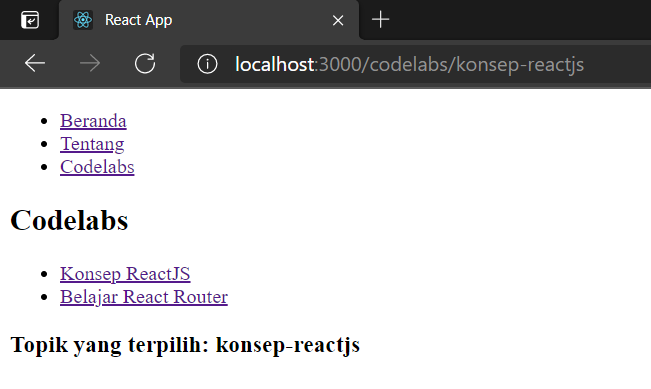 React App
localhost:3000/codelabs/konsep-reactjs
Beranda
Tentang
Codelabs
Codelabs
Konsep ReactJS
Belajar React Router
Topik yang terpilih: konsep-reactjs